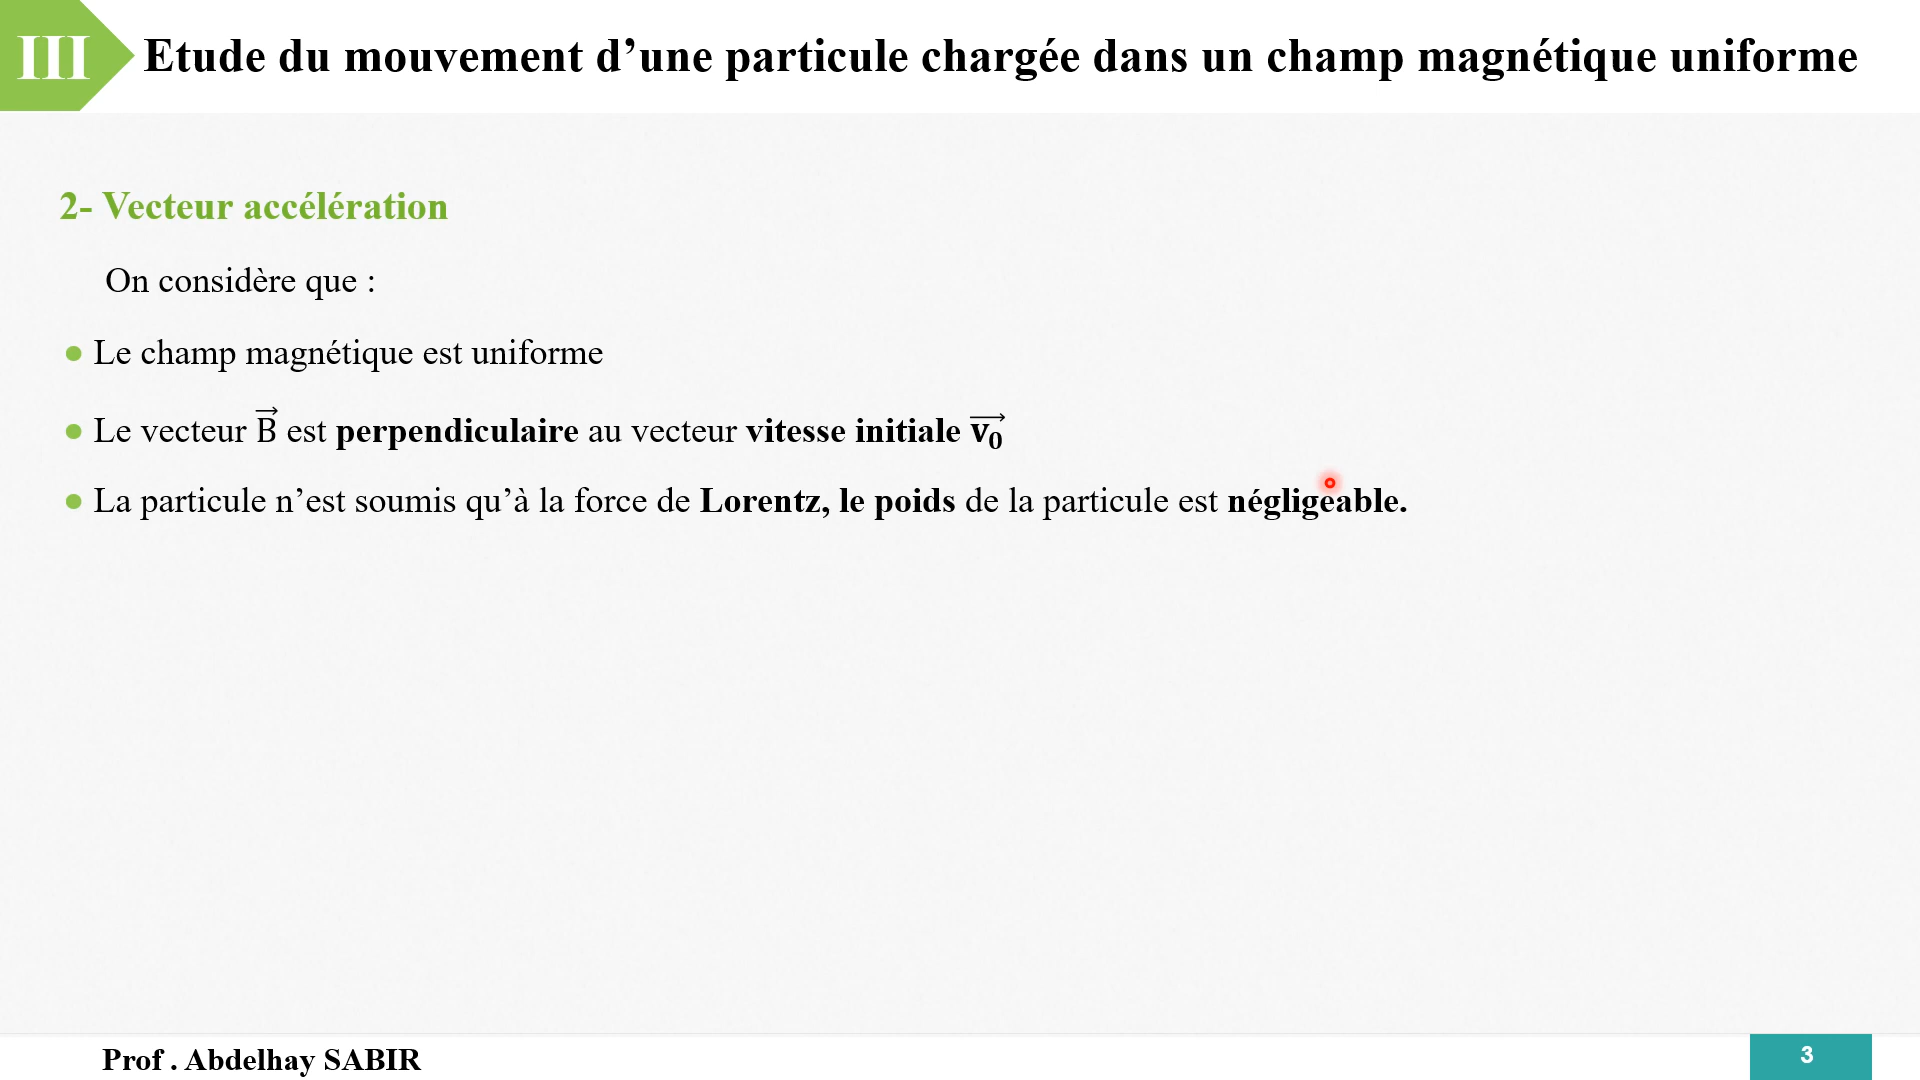 III Etude du mouvement d’une particule chargée dans un champ magnétique uniforme
2- Vecteur accélération
On considère que :
● Le champ magnétique est uniforme
● Le vecteur B⃗ est perpendiculaire au vecteur vitesse initiale v₀⃗
● La particule n’est soumis qu’à la force de Lorentz, le poids de la particule est négligeable.
Prof . Abdelhay SABIR
3